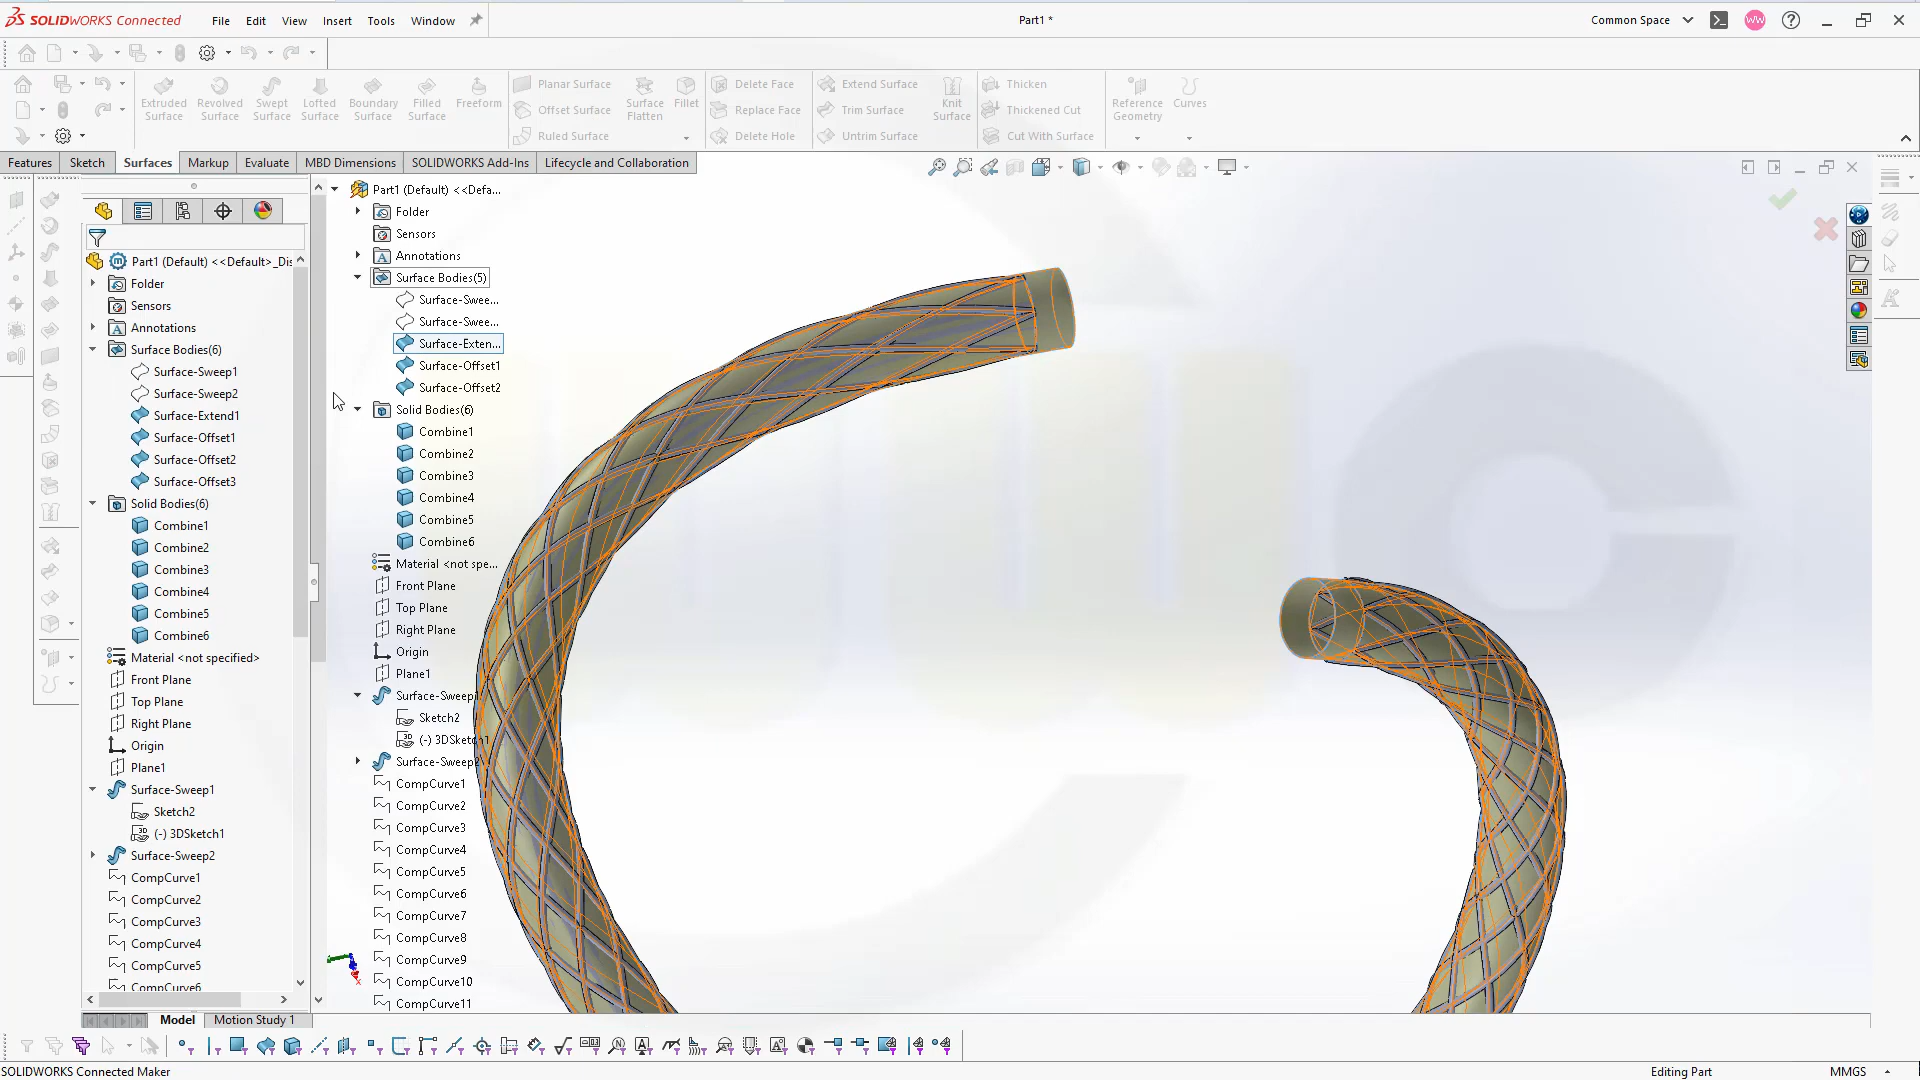 SOLIDWORKS Connected
File Edit View Insert Tools Window
Part1 *
Common Space
WW
Extruded Surface
Revolved Surface
Swept Surface
Lofted Surface
Boundary Surface
Filled Surface
Freeform
Planar Surface
Offset Surface
Ruled Surface
Surface Flatten
Fillet
Delete Face
Replace Face
Delete Hole
Extend Surface
Trim Surface
Untrim Surface
Knit Surface
Thicken
Thickened Cut
Cut With Surface
Reference Geometry
Curves
Features Sketch Surfaces Markup Evaluate MBD Dimensions SOLIDWORKS Add-Ins Lifecycle and Collaboration
Part1 (Default) <<Default>_Dis
Folder
Sensors
Annotations
Surface Bodies(6)
Surface-Sweep1
Surface-Sweep2
Surface-Extend1
Surface-Offset1
Surface-Offset2
Surface-Offset3
Solid Bodies(6)
Combine1
Combine2
Combine3
Combine4
Combine5
Combine6
Material <not specified>
Front Plane
Top Plane
Right Plane
Origin
Plane1
Surface-Sweep1
Sketch2
(-) 3DSketch1
Surface-Sweep2
CompCurve1
CompCurve2
CompCurve3
CompCurve4
CompCurve5
CompCurve6
Part1 (Default) <<Defa...
Folder
Sensors
Annotations
Surface Bodies(5)
Surface-Swee...
Surface-Swee...
Surface-Exten...
Surface-Offset1
Surface-Offset2
Solid Bodies(6)
Combine1
Combine2
Combine3
Combine4
Combine5
Combine6
Material <not spe...
Front Plane
Top Plane
Right Plane
Origin
Plane1
Surface-Sweep1
Sketch2
(-) 3DSketch1
Surface-Sweep2
CompCurve1
CompCurve2
CompCurve3
CompCurve4
CompCurve5
CompCurve6
CompCurve7
CompCurve8
CompCurve9
CompCurve10
CompCurve11
Model Motion Study 1
SOLIDWORKS Connected Maker
Editing Part
MMGS